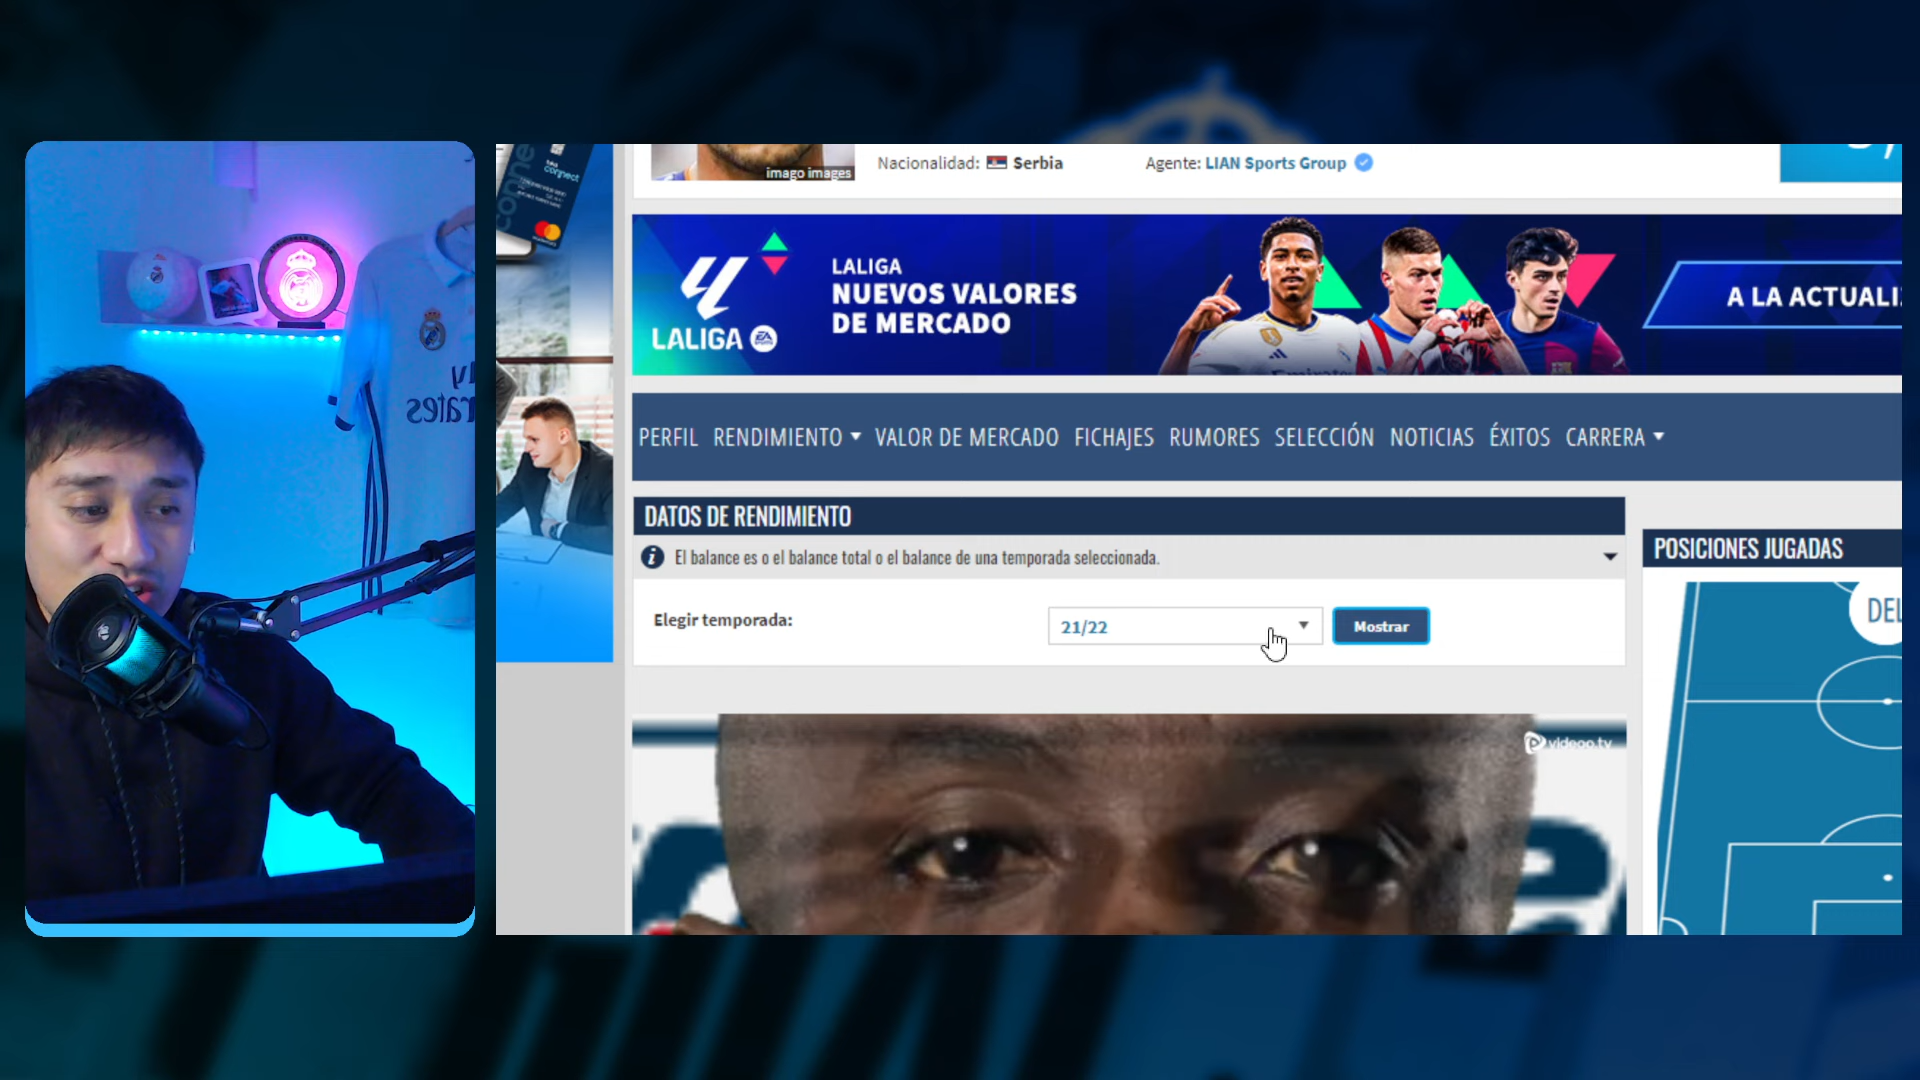 connect
imago images
Nacionalidad: Serbia
Agente: LIAN Sports Group
LALIGA
LALIGA
NUEVOS VALORES
DE MERCADO
A LA ACTUALI
PERFIL RENDIMIENTO VALOR DE MERCADO FICHAJES RUMORES SELECCIÓN NOTICIAS ÉXITOS CARRERA
DATOS DE RENDIMIENTO
El balance es o el balance total o el balance de una temporada seleccionada.
Elegir temporada:
21/22
Mostrar
POSICIONES JUGADAS
DEL
videoo.tv